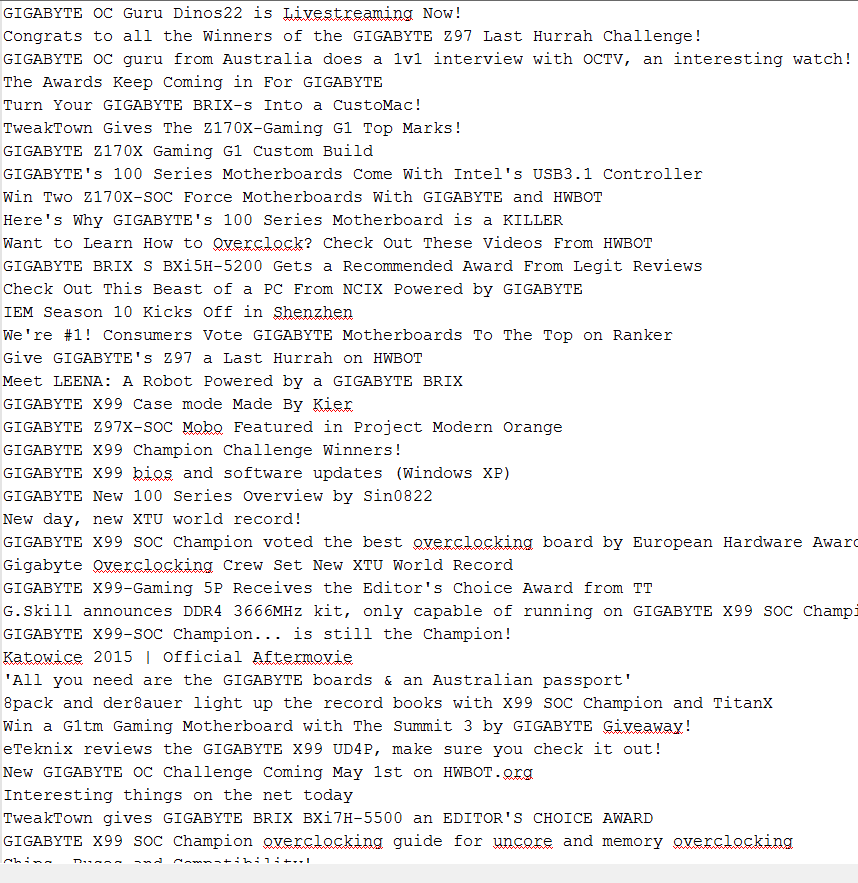 GIGABYTE OC Guru Dinos22 is Livestreaming Now!
Congrats to all the Winners of the GIGABYTE Z97 Last Hurrah Challenge!
GIGABYTE OC guru from Australia does a 1v1 interview with OCTV, an interesting watch!
The Awards Keep Coming in For GIGABYTE
Turn Your GIGABYTE BRIX-s Into a CustoMac!
TweakTown Gives The Z170X-Gaming G1 Top Marks!
GIGABYTE Z170X Gaming G1 Custom Build
GIGABYTE's 100 Series Motherboards Come With Intel's USB3.1 Controller
Win Two Z170X-SOC Force Motherboards With GIGABYTE and HWBOT
Here's Why GIGABYTE's 100 Series Motherboard is a KILLER
Want to Learn How to Overclock? Check Out These Videos From HWBOT
GIGABYTE BRIX S BXi5H-5200 Gets a Recommended Award From Legit Reviews
Check Out This Beast of a PC From NCIX Powered by GIGABYTE
IEM Season 10 Kicks Off in Shenzhen
We're #1! Consumers Vote GIGABYTE Motherboards To The Top on Ranker
Give GIGABYTE's Z97 a Last Hurrah on HWBOT
Meet LEENA: A Robot Powered by a GIGABYTE BRIX
GIGABYTE X99 Case mode Made By Kier
GIGABYTE Z97X-SOC Mobo Featured in Project Modern Orange
GIGABYTE X99 Champion Challenge Winners!
GIGABYTE X99 bios and software updates (Windows XP)
GIGABYTE New 100 Series Overview by Sin0822
New day, new XTU world record!
GIGABYTE X99 SOC Champion voted the best overclocking board by European Hardware Awar
Gigabyte Overclocking Crew Set New XTU World Record
GIGABYTE X99-Gaming 5P Receives the Editor's Choice Award from TT
G.Skill announces DDR4 3666MHz kit, only capable of running on GIGABYTE X99 SOC Champi
GIGABYTE X99-SOC Champion... is still the Champion!
Katowice 2015 | Official Aftermovie
'All you need are the GIGABYTE boards & an Australian passport'
8pack and der8auer light up the record books with X99 SOC Champion and TitanX
Win a G1tm Gaming Motherboard with The Summit 3 by GIGABYTE Giveaway!
eTeknix reviews the GIGABYTE X99 UD4P, make sure you check it out!
New GIGABYTE OC Challenge Coming May 1st on HWBOT.org
Interesting things on the net today
TweakTown gives GIGABYTE BRIX BXi7H-5500 an EDITOR'S CHOICE AWARD
GIGABYTE X99 SOC Champion overclocking guide for uncore and memory overclocking
Chips, Buses and Compatibility!